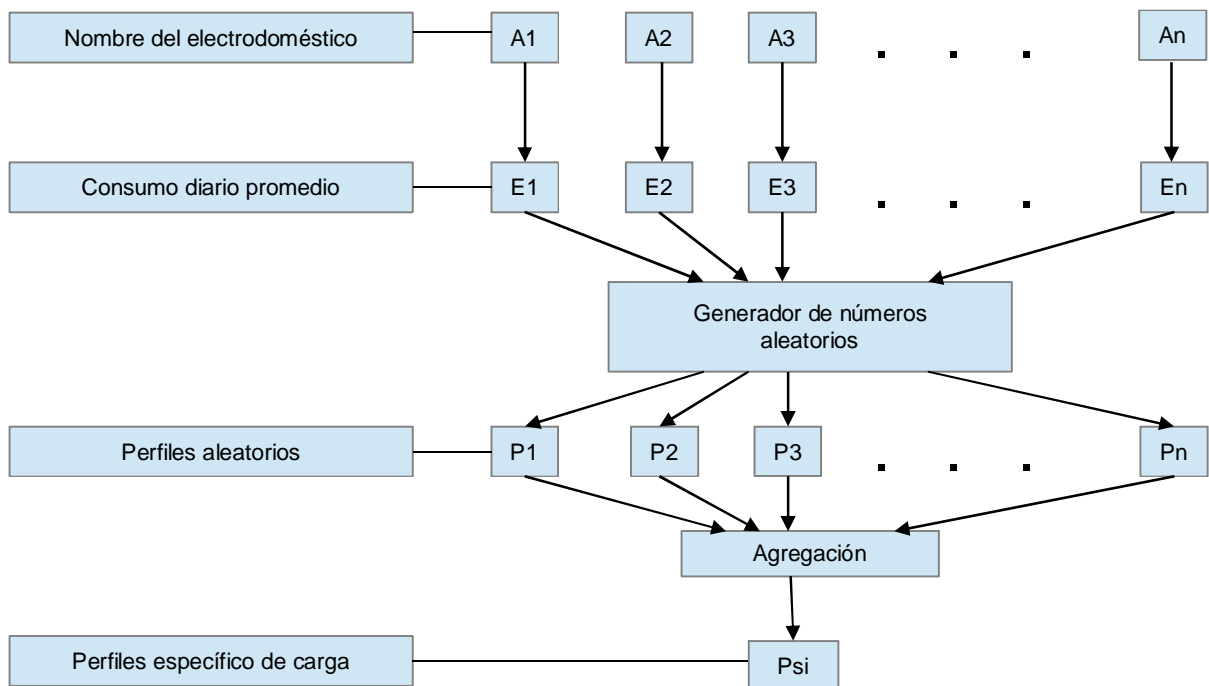 Nombre del electrodoméstico
A1
A2
A3
. . .
An
Consumo diario promedio
E1
E2
E3
. . .
En
Generador de números
aleatorios
Perfiles aleatorios
P1
P2
P3
. . .
Pn
Agregación
Perfiles específico de carga
Psi